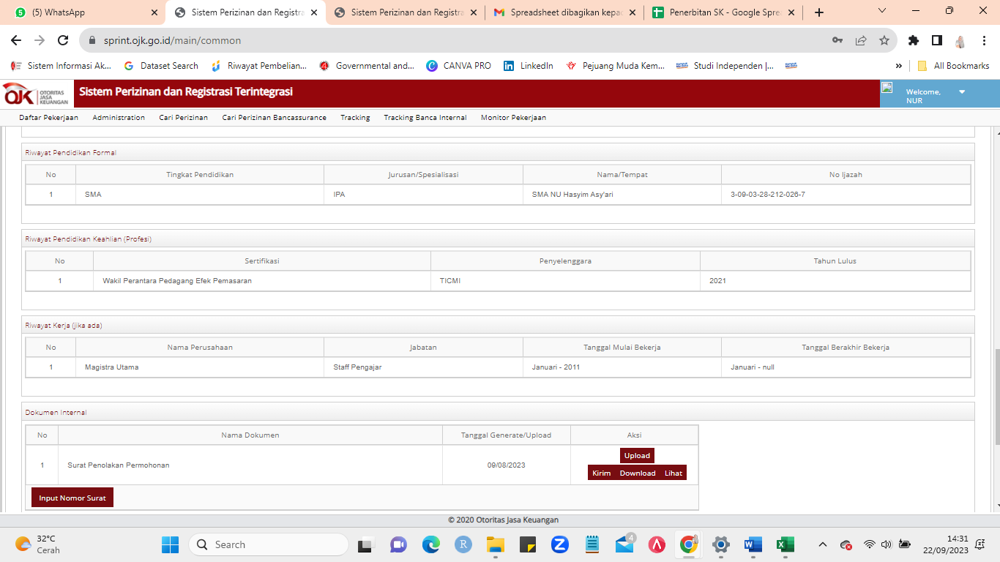 (5) WhatsApp
Sistem Perizinan dan Registra
Sistem Perizinan dan Registra
Spreadsheet dibagikan kepad
Penerbitan SK - Google Spre
sprint.ojk.go.id/main/common
Sistem Informasi Ak...
Dataset Search
Riwayat Pembelian...
Governmental and...
CANVA PRO
LinkedIn
Pejuang Muda Kem...
Studi Independen |...
»
All Bookmarks
OJK OTORITAS JASA KEUANGAN
Sistem Perizinan dan Registrasi Terintegrasi
Welcome,
NUR
Daftar Pekerjaan Administration Cari Perizinan Cari Perizinan Bancassurance Tracking Tracking Banca Internal Monitor Pekerjaan
Riwayat Pendidikan Formal
No Tingkat Pendidikan Jurusan/Spesialisasi Nama/Tempat No Ijazah
1 SMA IPA SMA NU Hasyim Asy'ari 3-09-03-28-212-026-7
Riwayat Pendidikan Keahlian (Profesi)
No Sertifikasi Penyelenggara Tahun Lulus
1 Wakil Perantara Pedagang Efek Pemasaran TICMI 2021
Riwayat Kerja (jika ada)
No Nama Perusahaan Jabatan Tanggal Mulai Bekerja Tanggal Berakhir Bekerja
1 Magistra Utama Staff Pengajar Januari - 2011 Januari - null
Dokumen Internal
No Nama Dokumen Tanggal Generate/Upload Aksi
1 Surat Penolakan Permohonan 09/08/2023
Upload
Kirim Download Lihat
Input Nomor Surat
© 2020 Otoritas Jasa Keuangan
32°C
Cerah
Search
4
14:31
22/09/2023